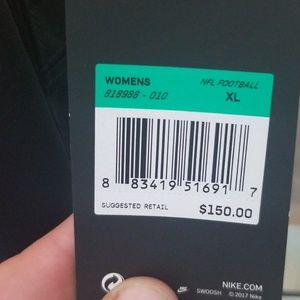 WOMENS NFL FOOTBALL
818988 - 010 XL
8 83419 51691 7
SUGGESTED RETAIL $150.00
NIKE.COM
SWOOSH © 2017 Nike